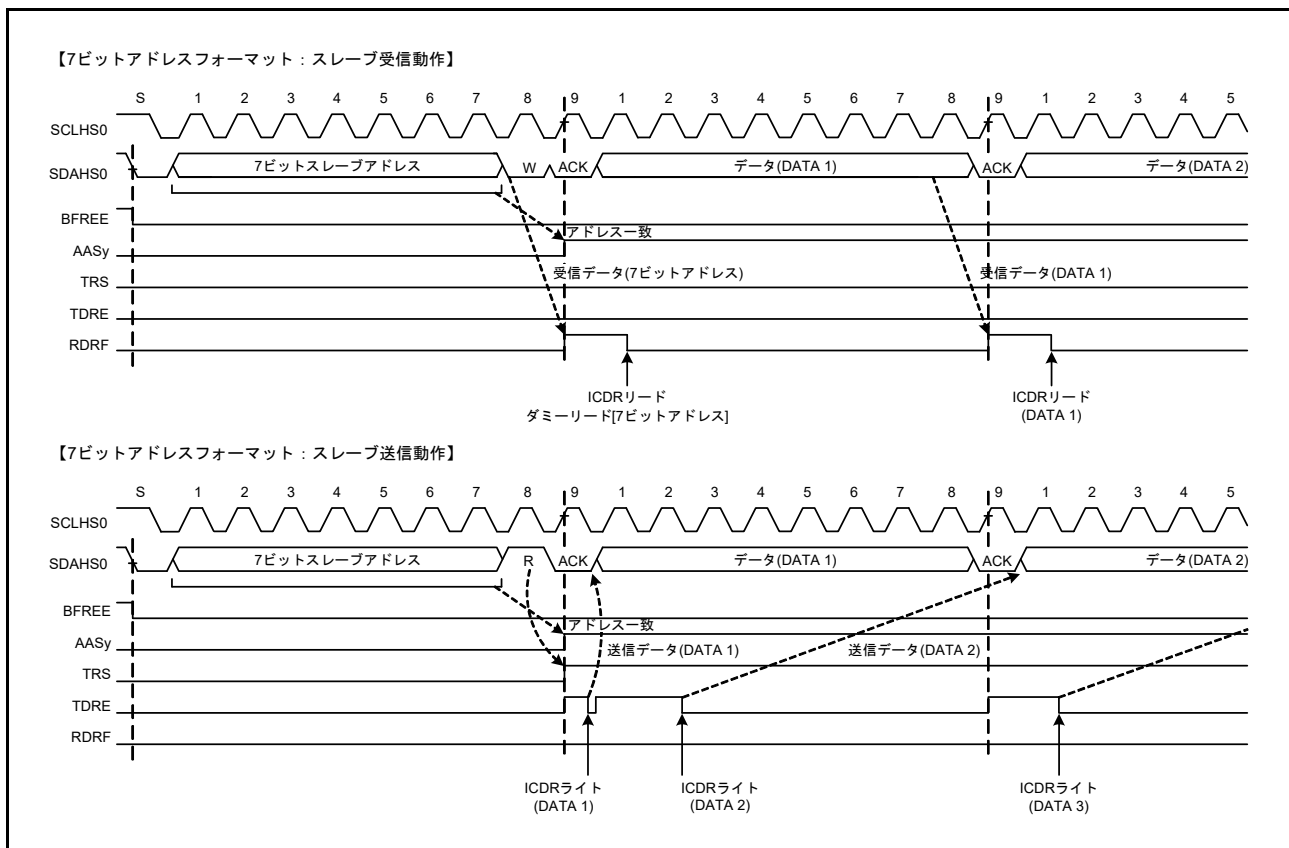 【7ビットアドレスフォーマット：スレーブ受信動作】
S 1 2 3 4 5 6 7 8 9 1 2 3 4 5 6 7 8 9 1 2 3 4 5
SCLHS0
SDAHS0 7ビットスレーブアドレス W ACK データ(DATA 1) ACK データ(DATA 2)
BFREE
アドレス一致
AASy
受信データ(7ビットアドレス) 受信データ(DATA 1)
TRS
TDRE
RDRF
ICDRリード ICDRリード
ダミーリード[7ビットアドレス] (DATA 1)
【7ビットアドレスフォーマット：スレーブ送信動作】
S 1 2 3 4 5 6 7 8 9 1 2 3 4 5 6 7 8 9 1 2 3 4 5
SCLHS0
SDAHS0 7ビットスレーブアドレス R ACK データ(DATA 1) ACK データ(DATA 2)
BFREE
アドレス一致
AASy
送信データ(DATA 1) 送信データ(DATA 2)
TRS
TDRE
RDRF
ICDRライト ICDRライト ICDRライト
(DATA 1) (DATA 2) (DATA 3)